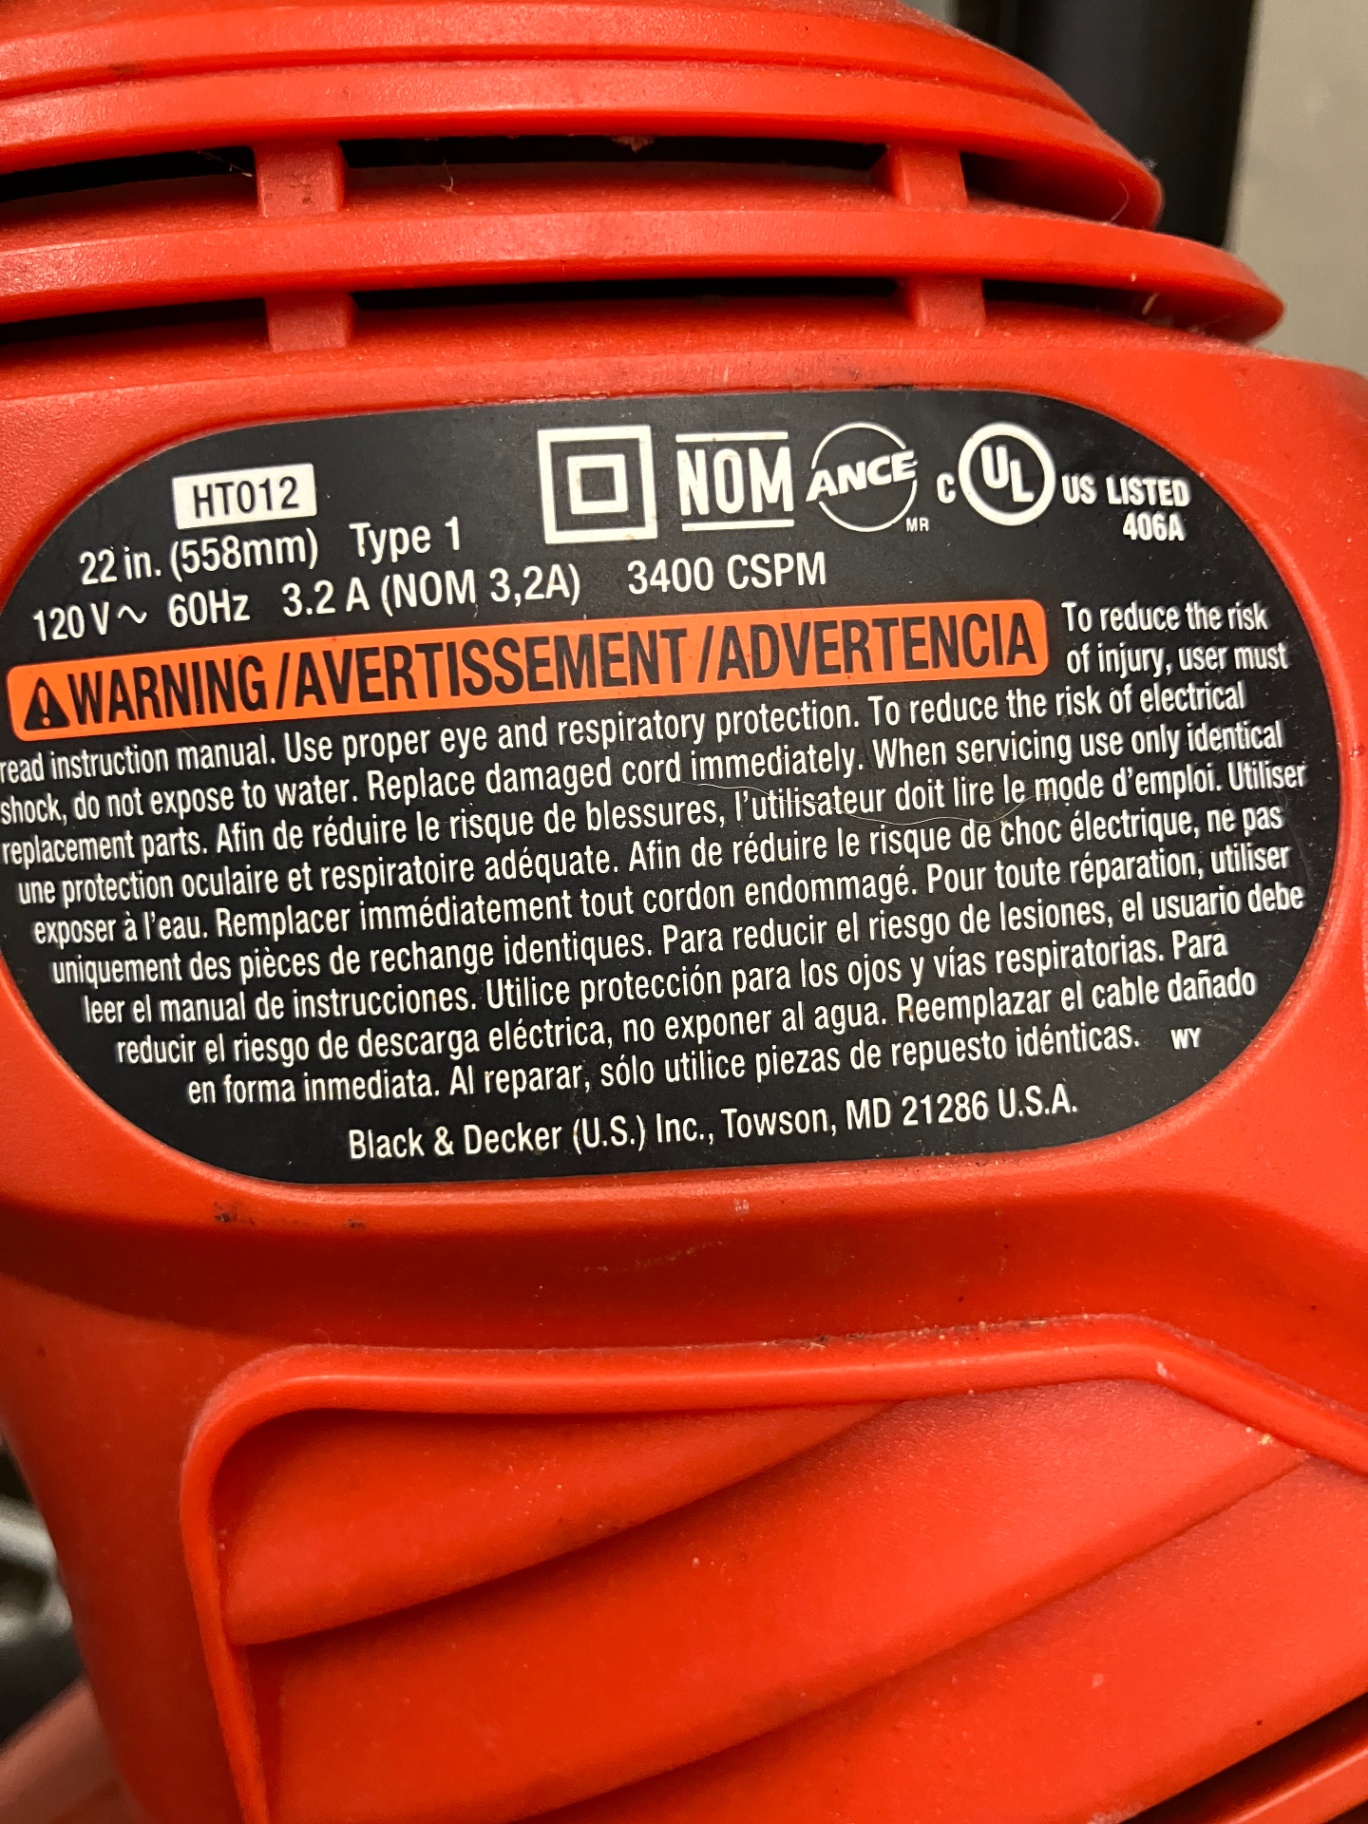 HT012
22 in. (558mm) Type 1
NOM ANCE MR C UL US LISTED
406A
120 V ~ 60Hz 3.2 A (NOM 3,2A) 3400 CSPM
WARNING/AVERTISSEMENT/ADVERTENCIA To reduce the risk
of injury, user must
read instruction manual. Use proper eye and respiratory protection. To reduce the risk of electrical
shock, do not expose to water. Replace damaged cord immediately. When servicing use only identical
replacement parts. Afin de réduire le risque de blessures, l'utilisateur doit lire le mode d'emploi. Utiliser
une protection oculaire et respiratoire adéquate. Afin de réduire le risque de choc électrique, ne pas
exposer à l'eau. Remplacer immédiatement tout cordon endommagé. Pour toute réparation, utiliser
uniquement des pièces de rechange identiques. Para reducir el riesgo de lesiones, el usuario debe
leer el manual de instrucciones. Utilice protección para los ojos y vías respiratorias. Para
reducir el riesgo de descarga eléctrica, no exponer al agua. Reemplazar el cable dañado
en forma inmediata. Al reparar, sólo utilice piezas de repuesto idénticas. WY
Black & Decker (U.S.) Inc., Towson, MD 21286 U.S.A.